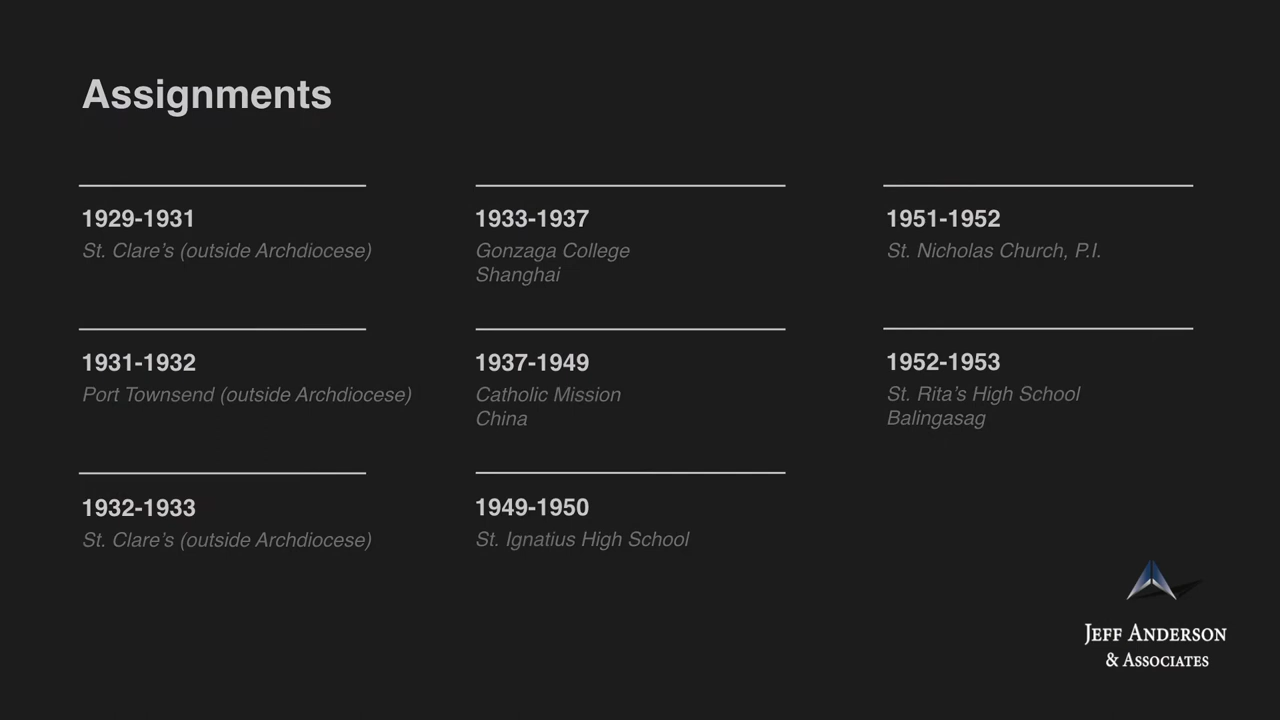 Assignments
1929-1931
St. Clare's (outside Archdiocese)
1931-1932
Port Townsend (outside Archdiocese)
1932-1933
St. Clare's (outside Archdiocese)
1933-1937
Gonzaga College
Shanghai
1937-1949
Catholic Mission
China
1949-1950
St. Ignatius High School
1951-1952
St. Nicholas Church, P.I.
1952-1953
St. Rita's High School
Balingasag
JEFF ANDERSON
& ASSOCIATES